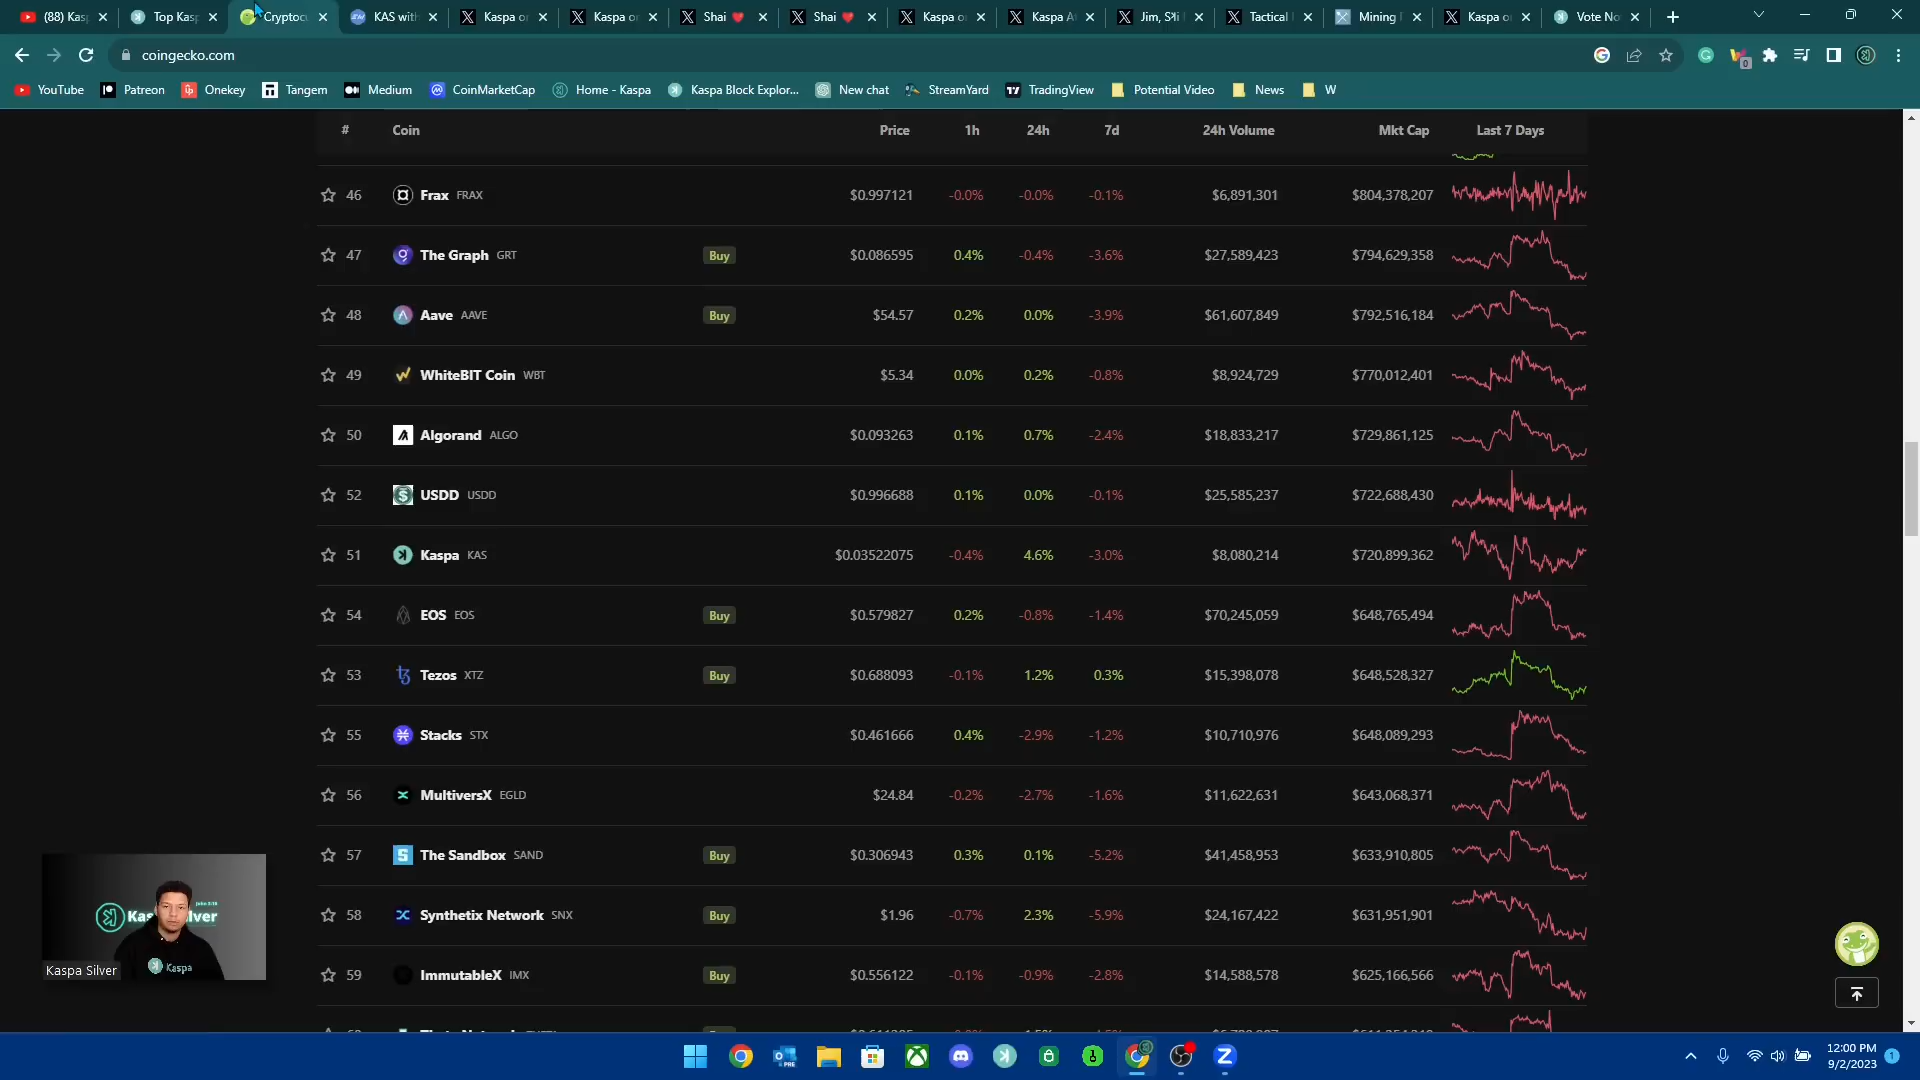 (88) Kasp
Top Kasp
Cryptocu
KAS with
Kaspa on
Kaspa on
Shai
Shai
Kaspa on
Kaspa
Jim,
Tactical
Mining
Kaspa on
Vote No
coingecko.com
0
YouTube
Patreon
Onekey
Tangem
Medium
CoinMarketCap
Home - Kaspa
Kaspa Block Explor...
New chat
StreamYard
TradingView
Potential Video
News
W
# Coin Price 1h 24h 7d 24h Volume Mkt Cap Last 7 Days
46 Frax FRAX $0.997121 -0.0% -0.0% -0.1% $6,891,301 $804,378,207
47 The Graph GRT Buy $0.086595 0.4% -0.4% -3.6% $27,589,423 $794,629,358
48 Aave AAVE Buy $54.57 0.2% 0.0% -3.9% $61,607,849 $792,516,184
49 WhiteBIT Coin WBT $5.34 0.0% 0.2% -0.8% $8,924,729 $770,012,401
50 Algorand ALGO $0.093263 0.1% 0.7% -2.4% $18,833,217 $729,861,125
52 USDD USDD $0.996688 0.1% 0.0% -0.1% $25,585,237 $722,688,430
51 Kaspa KAS $0.03522075 -0.4% 4.6% -3.0% $8,080,214 $720,899,362
54 EOS EOS Buy $0.579827 0.2% -0.8% -1.4% $70,245,059 $648,765,494
53 Tezos XTZ Buy $0.688093 -0.1% 1.2% 0.3% $15,398,078 $648,528,327
55 Stacks STX $0.461666 0.4% -2.9% -1.2% $10,710,976 $648,089,293
56 MultiversX EGLD $24.84 -0.2% -2.7% -1.6% $11,622,631 $643,068,371
57 The Sandbox SAND Buy $0.306943 0.3% 0.1% -5.2% $41,458,953 $633,910,805
58 Synthetix Network SNX Buy $1.96 -0.7% 2.3% -5.9% $24,167,422 $631,951,901
59 ImmutableX IMX Buy $0.556122 -0.1% -0.9% -2.8% $14,588,578 $625,166,566
Kaspa
Kaspa Silver
12:00 PM
9/2/2023
1